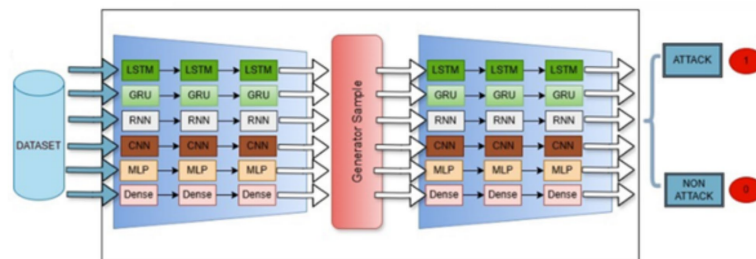 DATASET
LSTM LSTM LSTM
GRU GRU GRU
RNN RNN RNN
CNN CNN CNN
MLP MLP MLP
Dense Dense Dense
Generator Sample
LSTM LSTM LSTM
GRU GRU GRU
RNN RNN RNN
CNN CNN CNN
MLP MLP MLP
Dense Dense Dense
ATTACK
1
NON
ATTACK
0